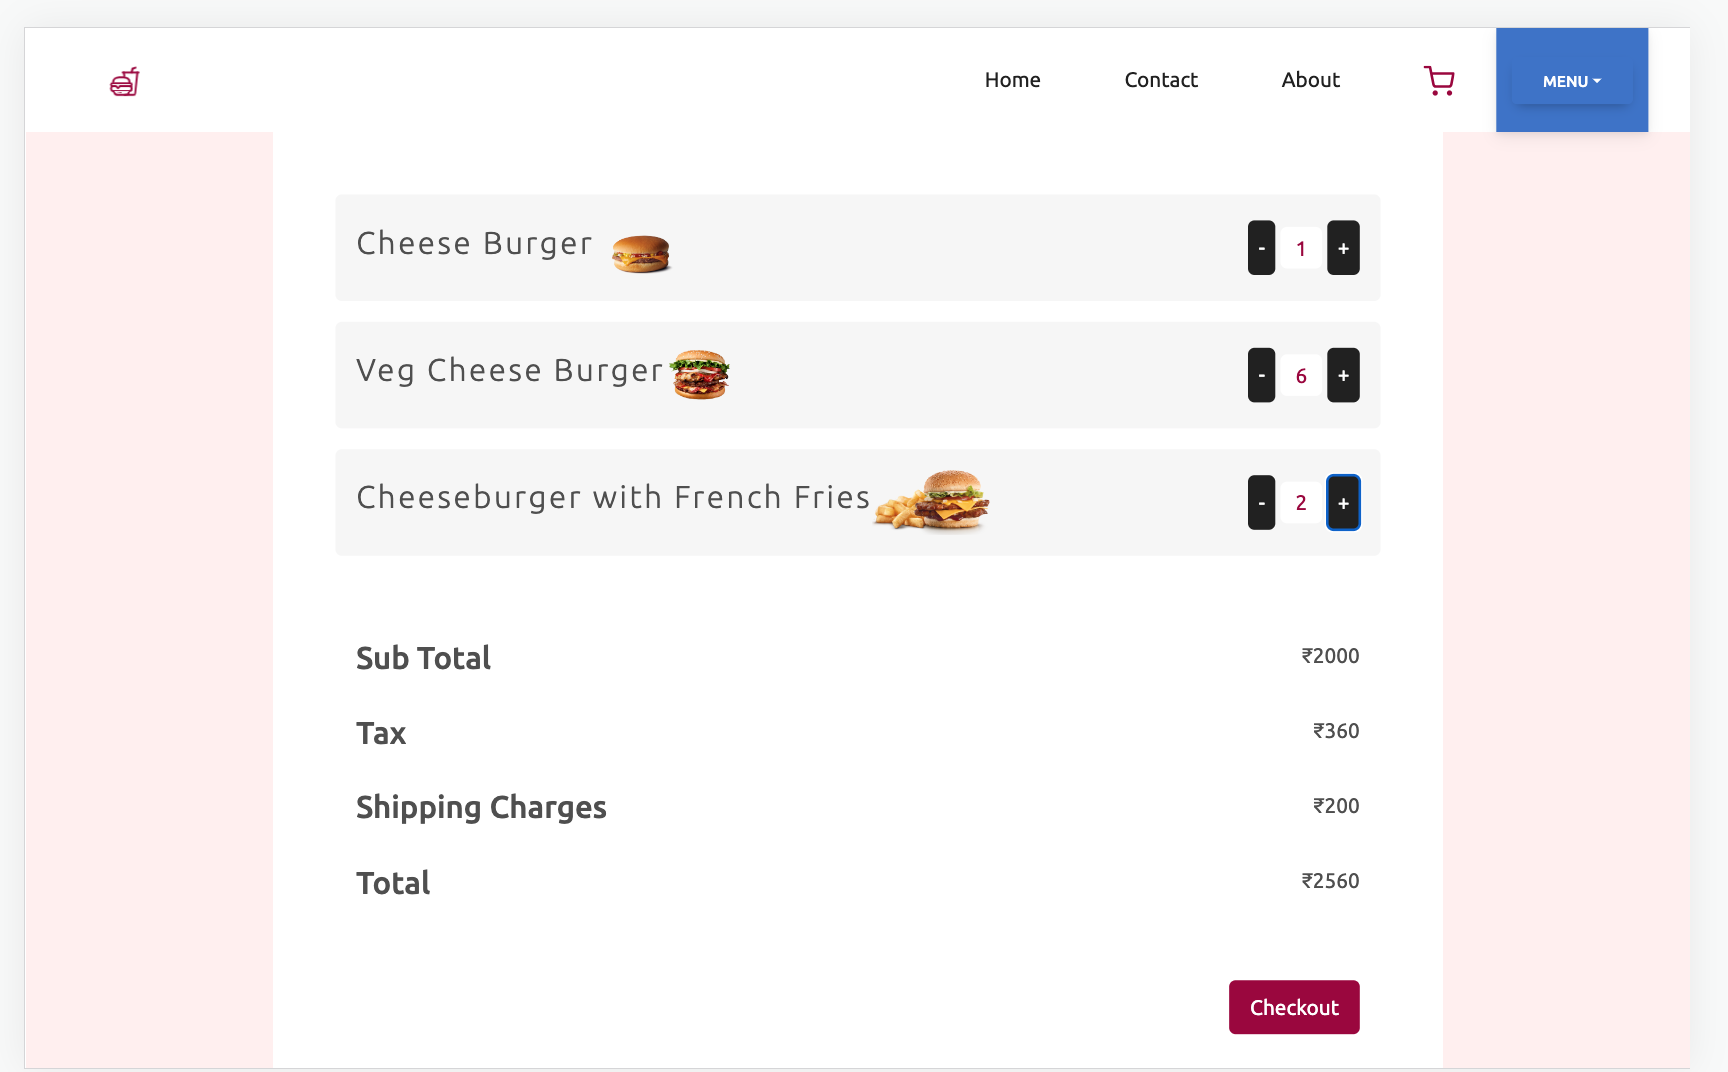 Home Contact About MENU
Cheese Burger - 1 +
Veg Cheese Burger - 6 +
Cheeseburger with French Fries - 2 +
Sub Total ₹2000
Tax ₹360
Shipping Charges ₹200
Total ₹2560
Checkout